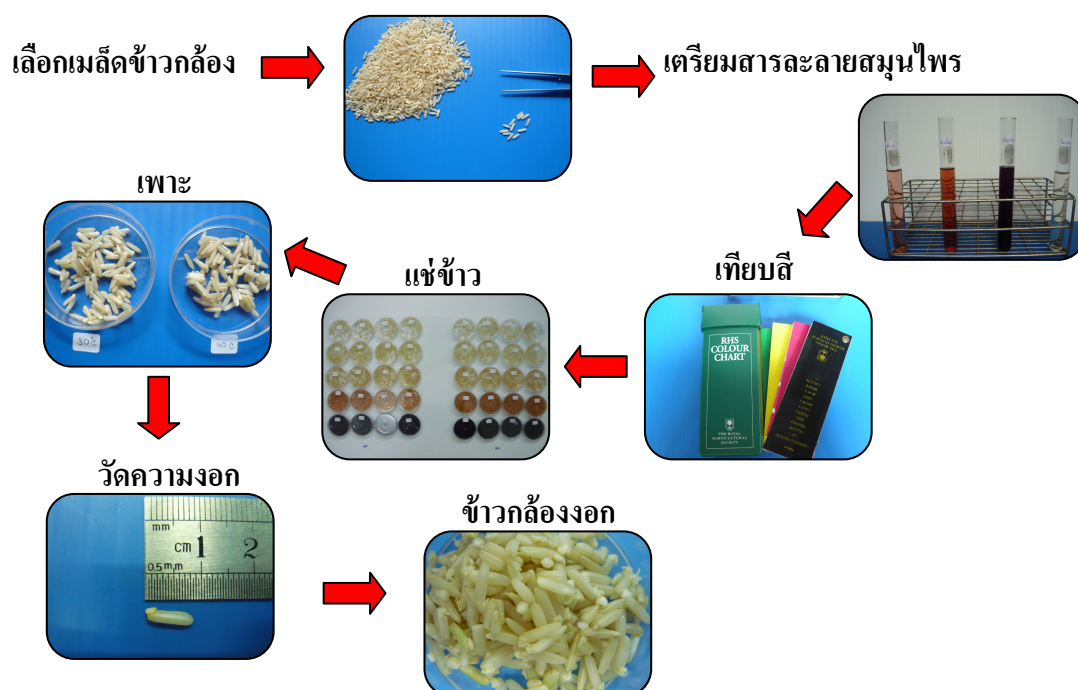 เลือกเมล็ดข้าวกล้อง
เตรียมสารละลายสมุนไพร
เทียบสี
RHS
COLOUR
CHART
THE ROYAL
HORTICULTURAL
SOCIETY
แช่ข้าว
เพาะ
30°C
40°C
วัดความงอก
mm
cm 1 2
0.5 m.m
ข้าวกล้องงอก